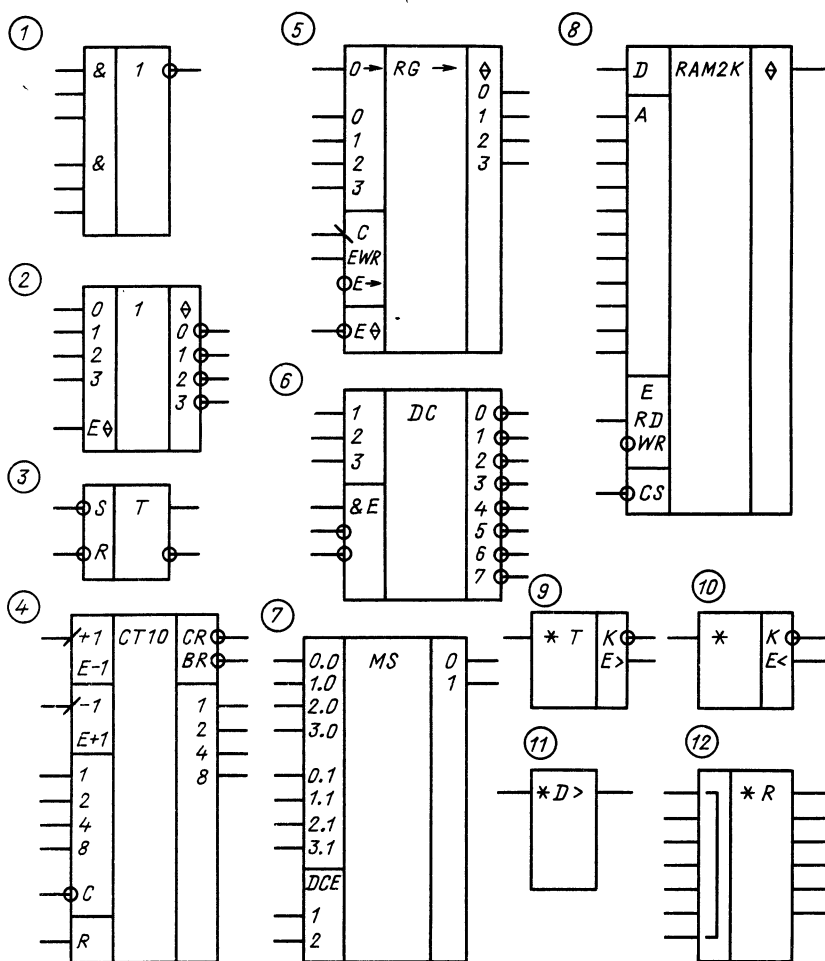 1
& 1
&
2
0 1 ◊
1 0
2 1
3 2
3
E◊
3
S T
R
4
+1 CT10 CR
E-1 BR
-1 1
E+1 2
4
1 8
2
4
8
C
R
5
0→ RG → ◊
0
0 1
1 2
2 3
3
C
EWR
E→
E◊
6
1 DC 0
2 1
3 2
3
&E 4
5
6
7
7
0.0 MS 0
1.0 1
2.0
3.0
0.1
1.1
2.1
3.1
DCE
1
2
8
D RAM2K ◊
A
E
RD
WR
CS
9
* T K
E>
10
* K
E<
11
*D>
12
*R